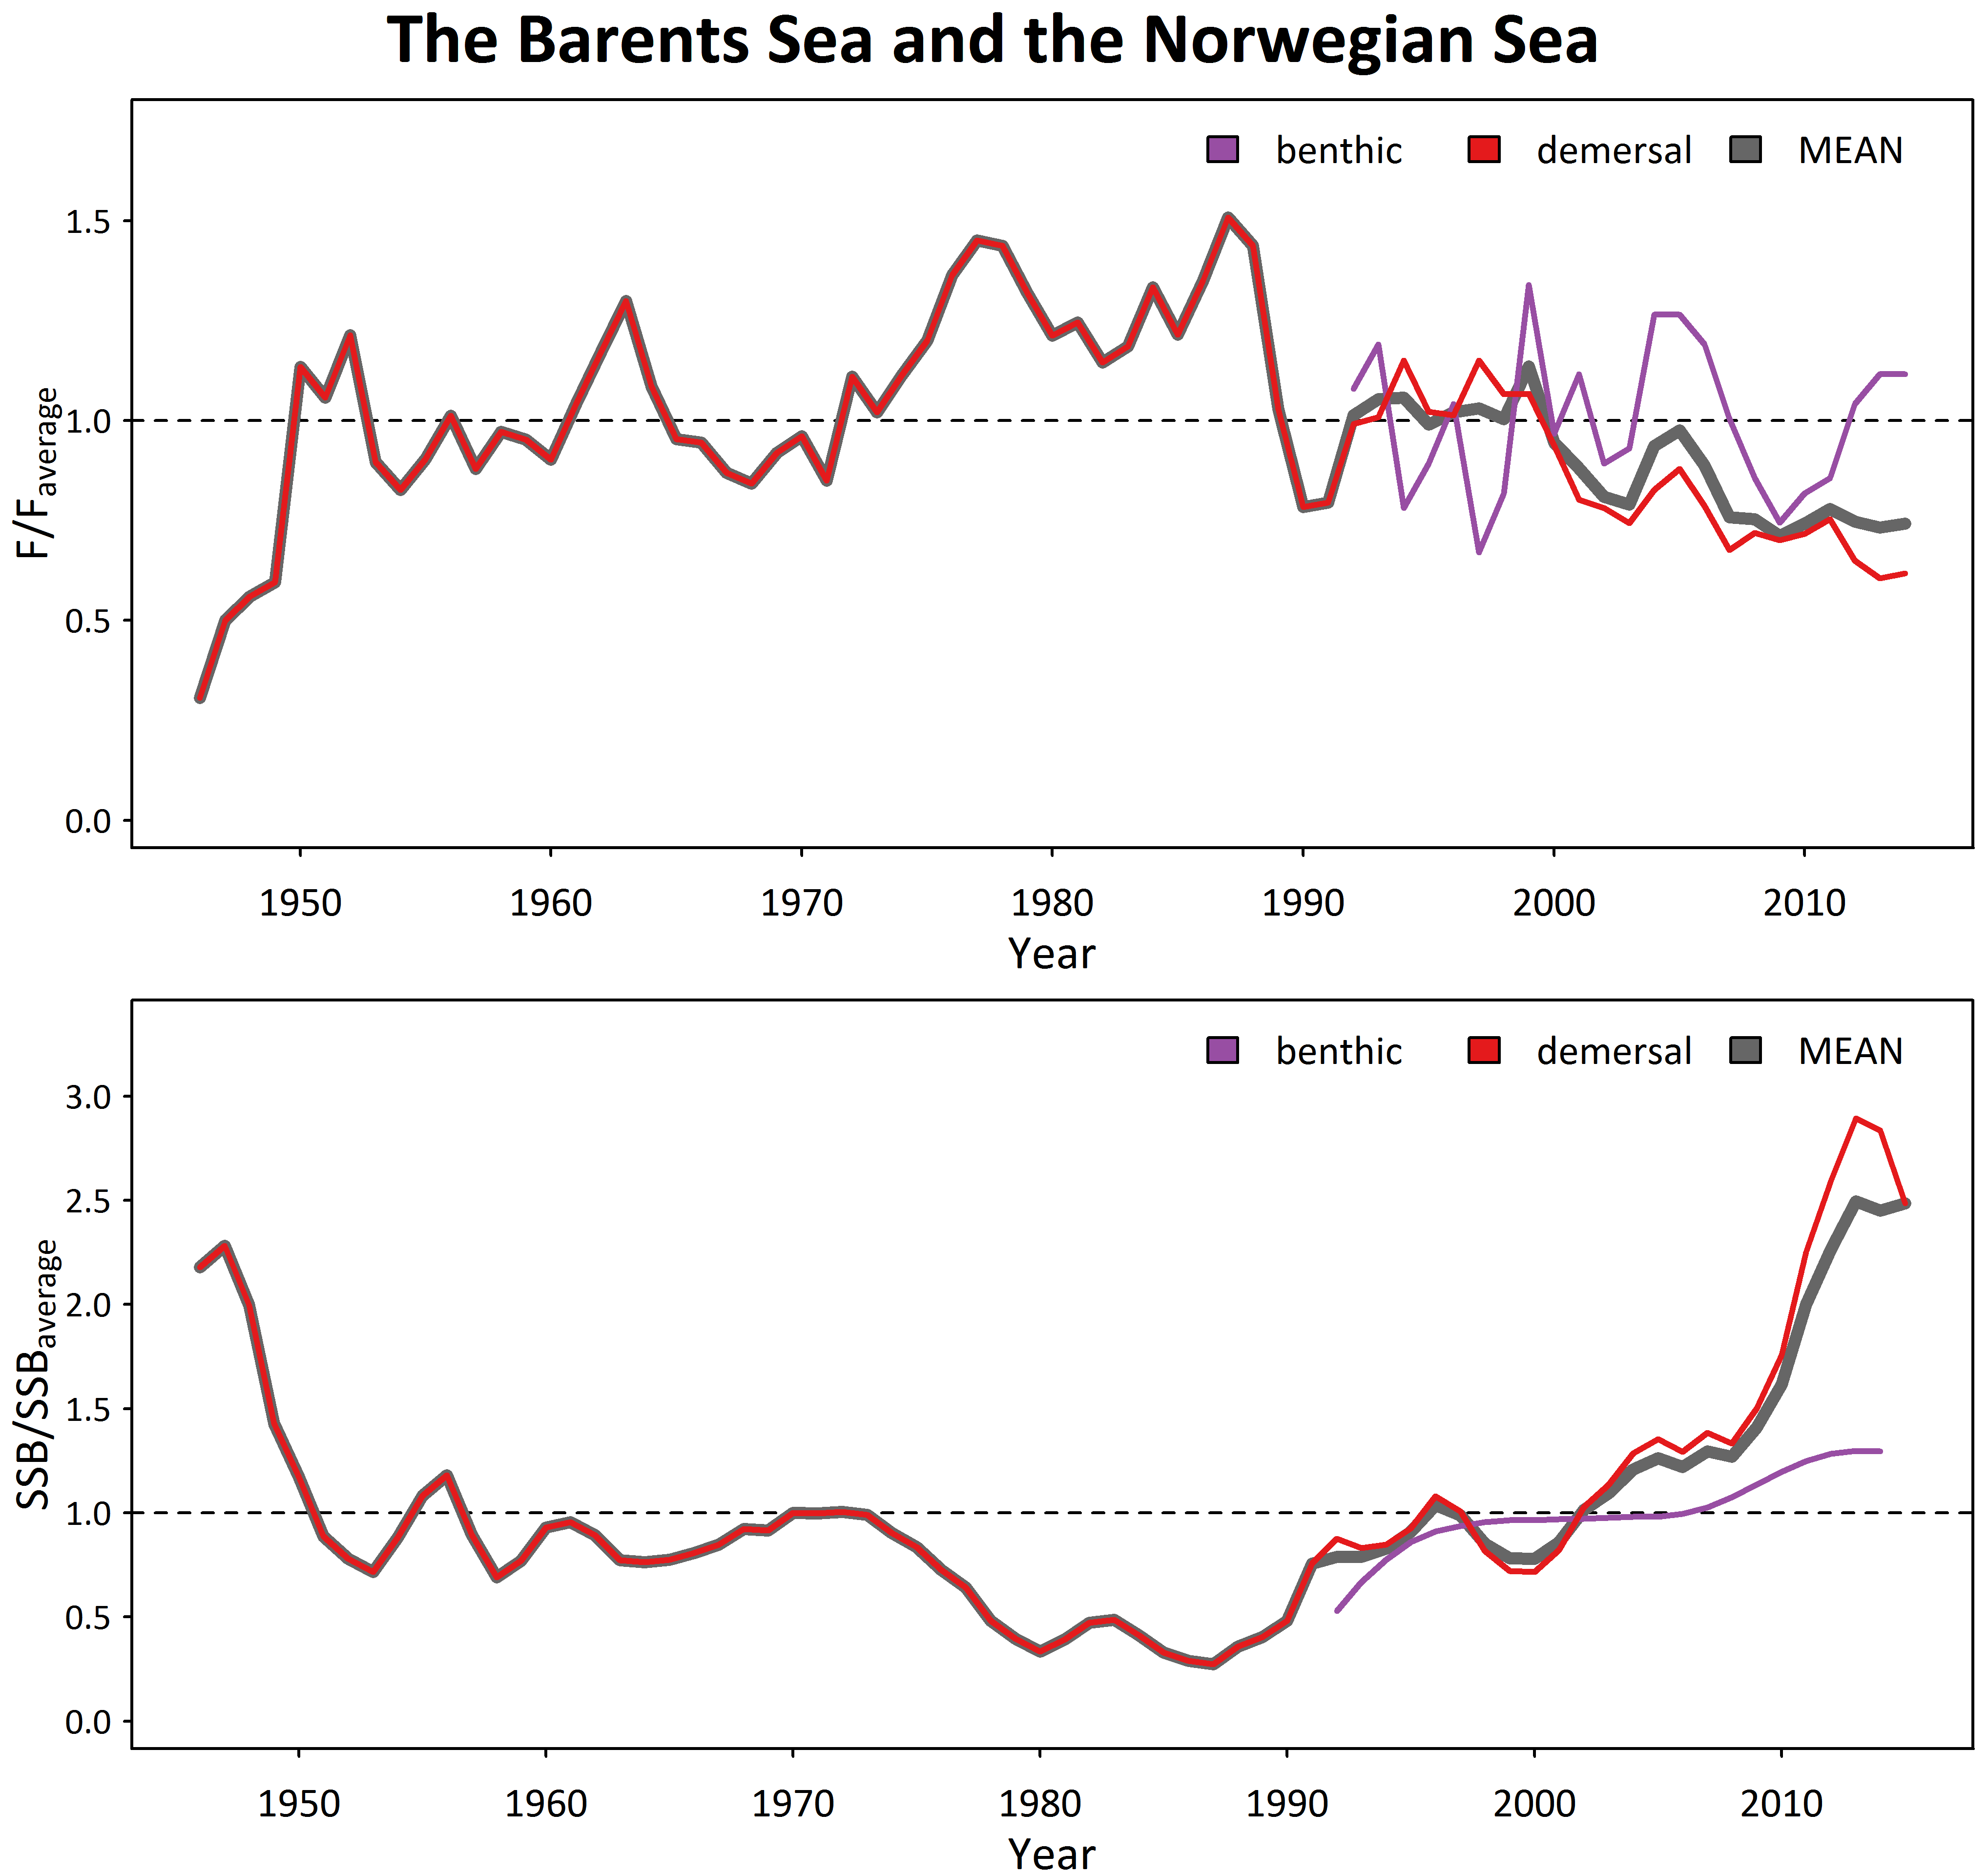 The Barents Sea and the Norwegian Sea
benthic demersal MEAN
F/Faverage
1.5
1.0
0.5
0.0
1950 1960 1970 1980 1990 2000 2010
Year
benthic demersal MEAN
SSB/SSBaverage
3.0
2.5
2.0
1.5
1.0
0.5
0.0
1950 1960 1970 1980 1990 2000 2010
Year